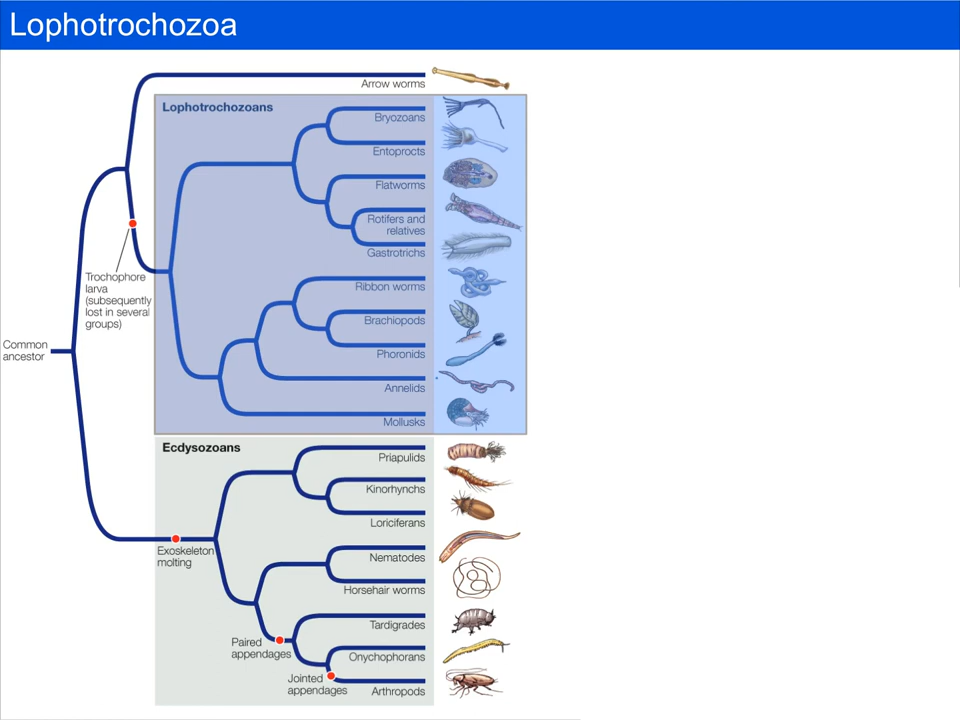 Lophotrochozoa
Arrow worms
Lophotrochozoans
Bryozoans
Entoprocts
Flatworms
Rotifers and
relatives
Gastrotrichs
Trochophore
larva
(subsequently
lost in several
groups)
Ribbon worms
Brachiopods
Phoronids
Annelids
Mollusks
Common
ancestor
Ecdysozoans
Priapulids
Kinorhynchs
Loriciferans
Exoskeleton
molting
Nematodes
Horsehair worms
Tardigrades
Paired
appendages
Onychophorans
Jointed
appendages
Arthropods